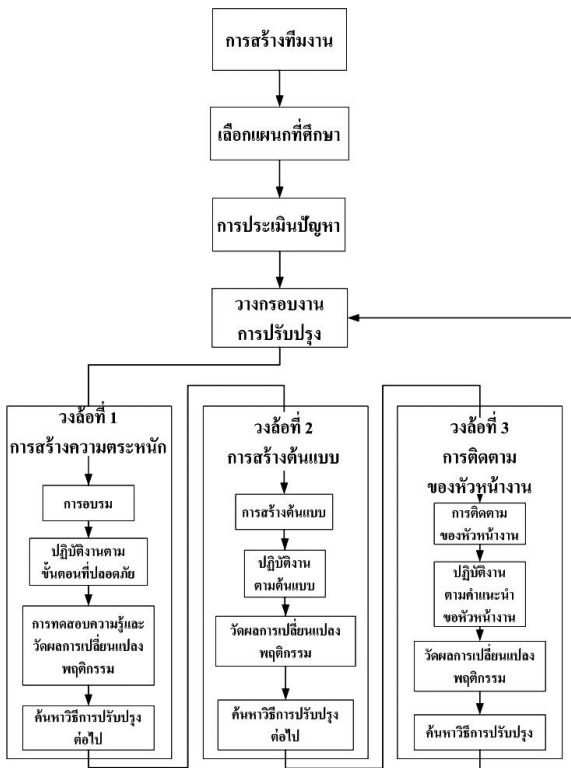 การสร้างทีมงาน
เลือกแผนกที่ศึกษา
การประเมินปัญหา
วางกรอบงาน
การปรับปรุง
วงล้อที่ 1
การสร้างความตระหนัก
การอบรม
ปฏิบัติงานตาม
ขั้นตอนที่ปลอดภัย
การทดสอบความรู้และ
วัดผลการเปลี่ยนแปลง
พฤติกรรม
ค้นหาวิธีการปรับปรุง
ต่อไป
วงล้อที่ 2
การสร้างต้นแบบ
การสร้างต้นแบบ
ปฏิบัติงาน
ตามต้นแบบ
วัดผลการเปลี่ยนแปลง
พฤติกรรม
ค้นหาวิธีการปรับปรุง
ต่อไป
วงล้อที่ 3
การติดตาม
ของหัวหน้างาน
การติดตาม
ของหัวหน้างาน
ปฏิบัติงาน
ตามคำแนะนำ
ขอหัวหน้างาน
วัดผลการเปลี่ยนแปลง
พฤติกรรม
ค้นหาวิธีการปรับปรุง